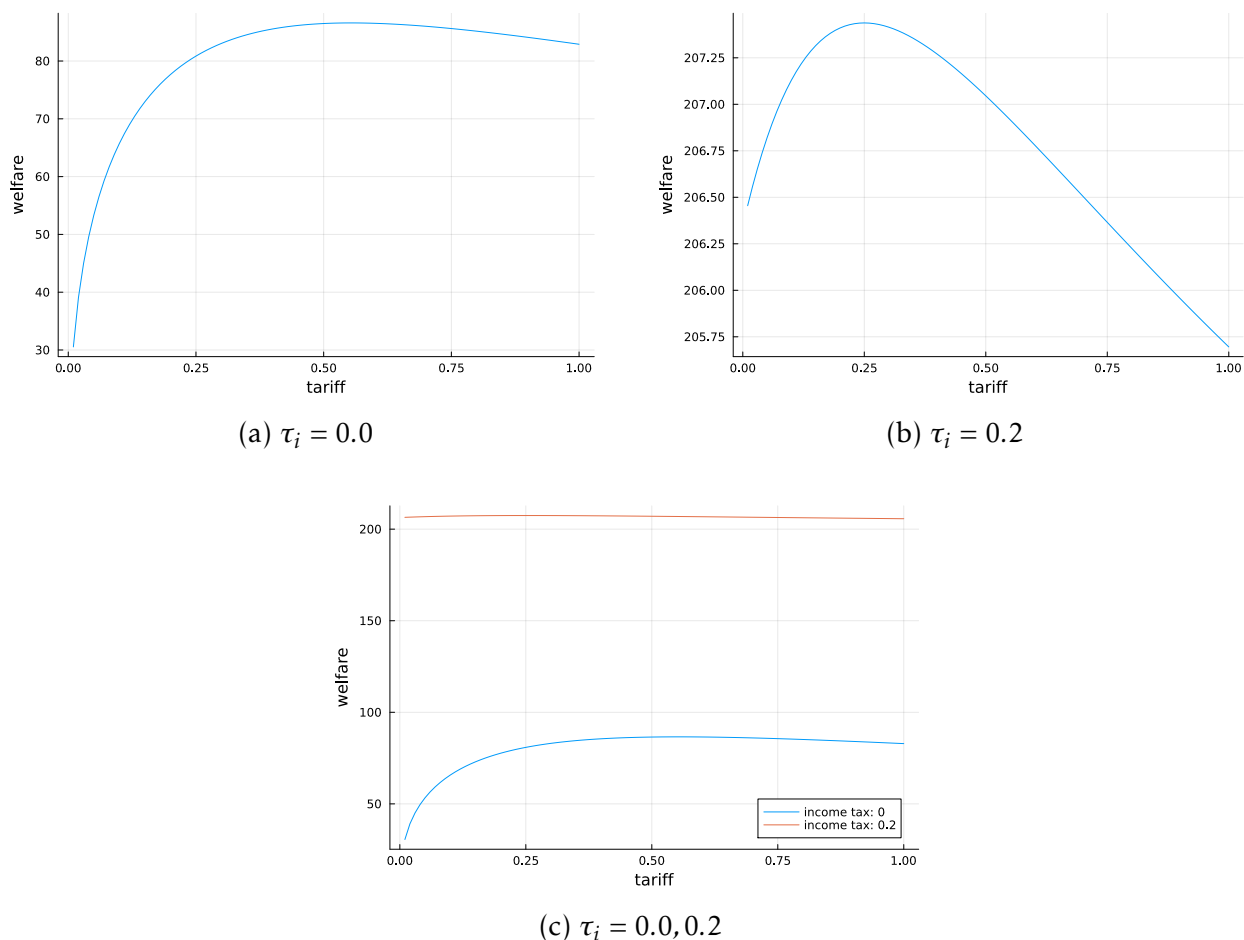 80
70
60
50
40
30
welfare
0.00 0.25 0.50 0.75 1.00
tariff
(a) τᵢ = 0.0
207.25
207.00
206.75
206.50
206.25
206.00
205.75
welfare
0.00 0.25 0.50 0.75 1.00
tariff
(b) τᵢ = 0.2
200
150
100
50
welfare
income tax: 0
income tax: 0.2
0.00 0.25 0.50 0.75 1.00
tariff
(c) τᵢ = 0.0, 0.2